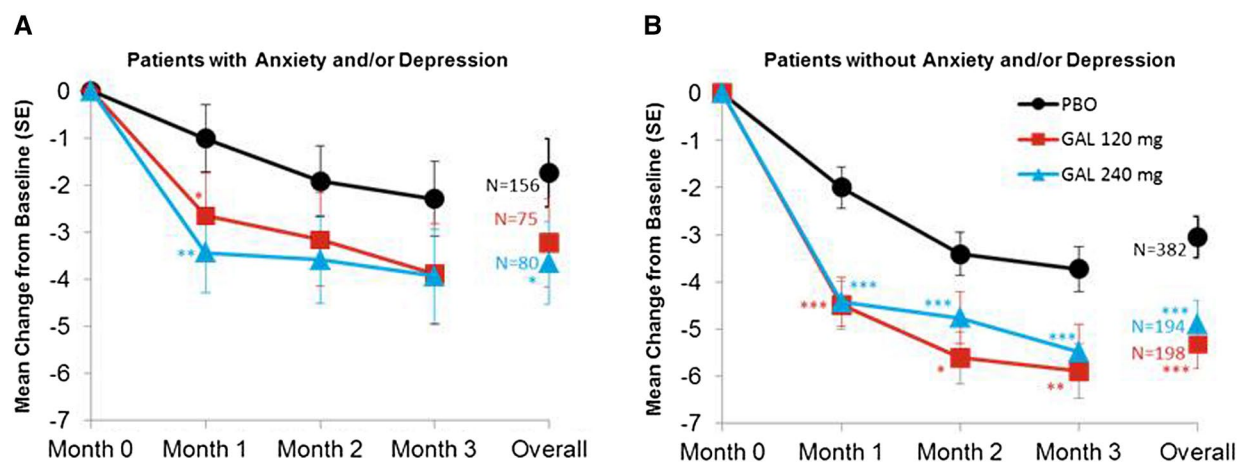 A
Patients with Anxiety and/or Depression
Mean Change from Baseline (SE)
0
-1
-2
-3
-4
-5
-6
-7
*
**
N=156
N=75
N=80
*
Month 0 Month 1 Month 2 Month 3 Overall
B
Patients without Anxiety and/or Depression
Mean Change from Baseline (SE)
0
-1
-2
-3
-4
-5
-6
-7
PBO
GAL 120 mg
GAL 240 mg
***
***
***
*
***
**
N=382
***
N=194
N=198
***
Month 0 Month 1 Month 2 Month 3 Overall